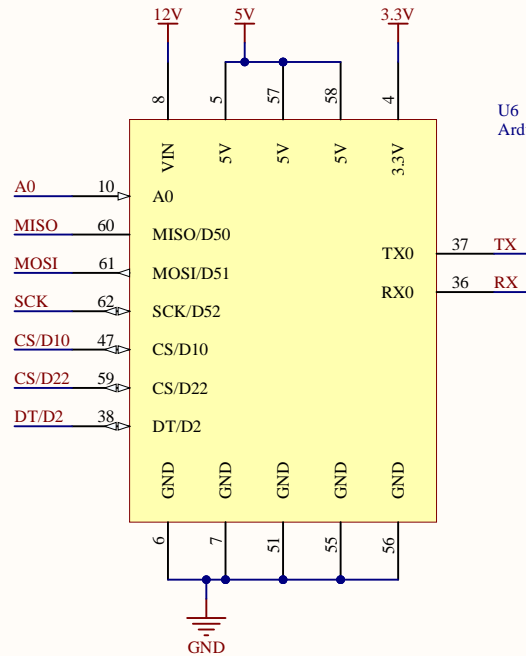 12V
5V
3.3V
8
5
57
58
4
U6
Ard
VIN
5V
5V
5V
3.3V
A0 10 A0
MISO 60 MISO/D50
MOSI 61 MOSI/D51
TX0 37 TX
SCK 62 SCK/D52
RX0 36 RX
CS/D10 47 CS/D10
CS/D22 59 CS/D22
DT/D2 38 DT/D2
GND
GND
GND
GND
GND
6
7
51
55
56
GND